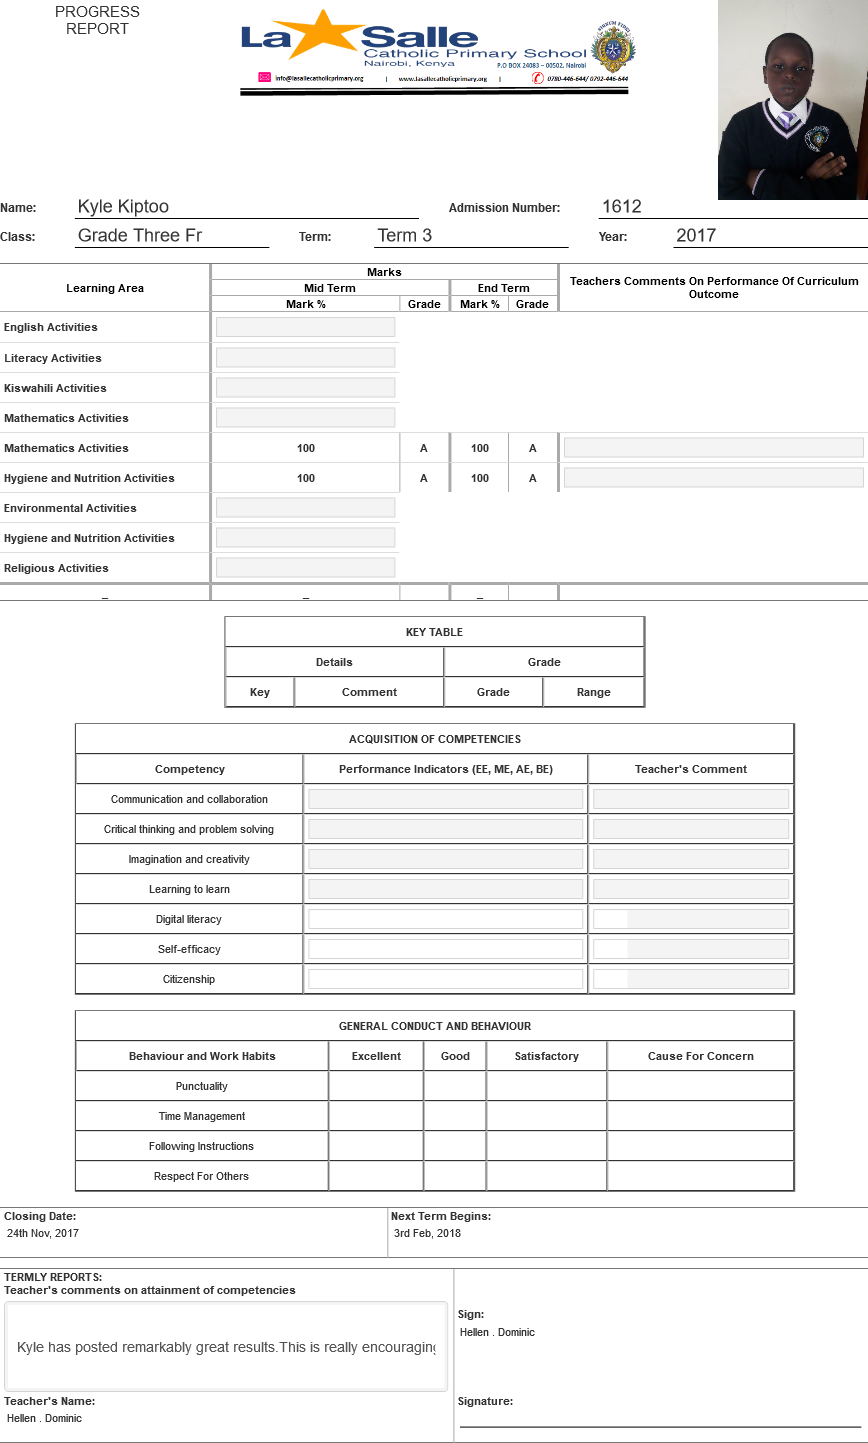 PROGRESS
REPORT
La Salle
Catholic Primary School
Nairobi, Kenya
P.O BOX 24083 – 00502, Nairobi
info@lasallecatholicprimary.org | www.lasallecatholicprimary.org | 0780-446-644/ 0792-446-644
Name: Kyle Kiptoo Admission Number: 1612
Class: Grade Three Fr Term: Term 3 Year: 2017
Learning Area Marks Teachers Comments On Performance Of Curriculum Outcome
Mid Term End Term
Mark % Grade Mark % Grade
English Activities
Literacy Activities
Kiswahili Activities
Mathematics Activities
Mathematics Activities 100 A 100 A
Hygiene and Nutrition Activities 100 A 100 A
Environmental Activities
Hygiene and Nutrition Activities
Religious Activities
_ _ _
KEY TABLE
Details Grade
Key Comment Grade Range
ACQUISITION OF COMPETENCIES
Competency Performance Indicators (EE, ME, AE, BE) Teacher's Comment
Communication and collaboration
Critical thinking and problem solving
Imagination and creativity
Learning to learn
Digital literacy
Self-efficacy
Citizenship
GENERAL CONDUCT AND BEHAVIOUR
Behaviour and Work Habits Excellent Good Satisfactory Cause For Concern
Punctuality
Time Management
Following Instructions
Respect For Others
Closing Date: Next Term Begins:
24th Nov, 2017 3rd Feb, 2018
TERMLY REPORTS:
Teacher's comments on attainment of competencies
Kyle has posted remarkably great results.This is really encouraging
Sign:
Hellen . Dominic
Teacher's Name: Signature:
Hellen . Dominic